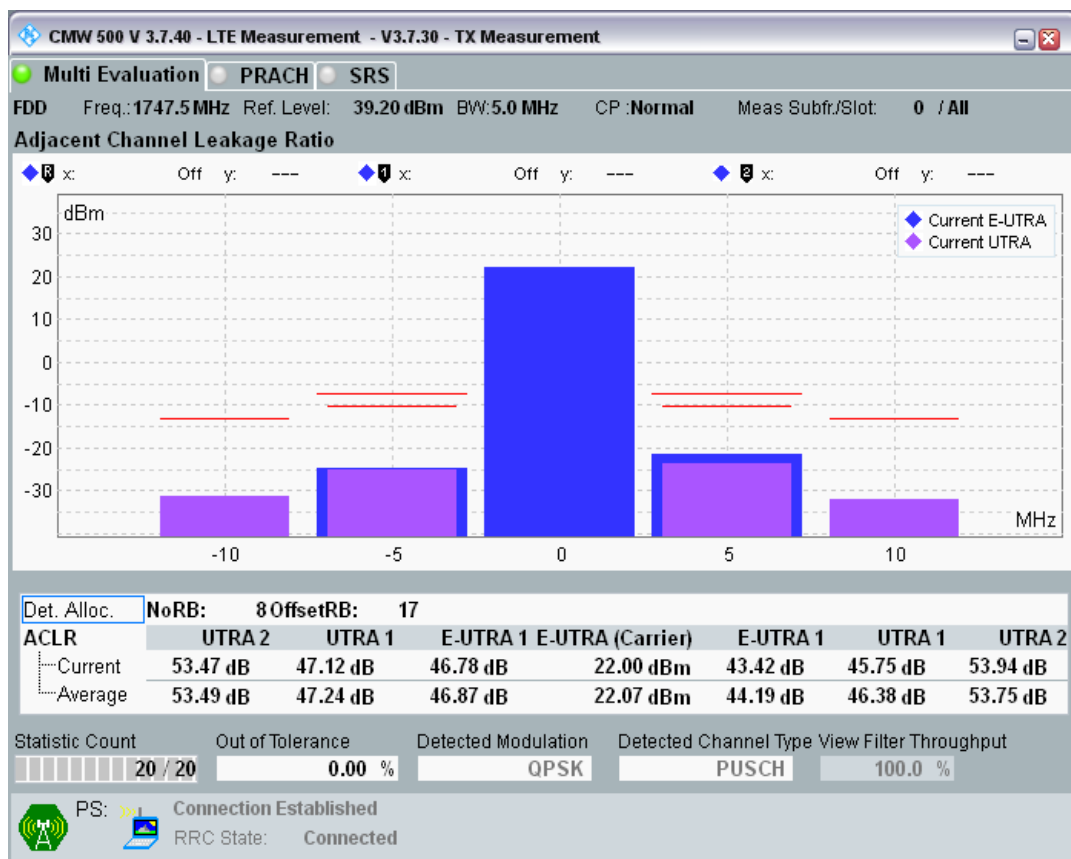 CMW 500 V 3.7.40 - LTE Measurement - V3.7.30 - TX Measurement
Multi Evaluation PRACH SRS
FDD Freq.: 1747.5 MHz Ref. Level: 39.20 dBm BW: 5.0 MHz CP : Normal Meas Subfr./Slot: 0 / All
Adjacent Channel Leakage Ratio
R x: Off y: --- 1 x: Off y: --- 2 x: Off y: ---
dBm
Current E-UTRA
Current UTRA
30
20
10
0
-10
-20
-30
MHz
-10 -5 0 5 10
Det. Alloc. NoRB: 8 OffsetRB: 17
ACLR UTRA 2 UTRA 1 E-UTRA 1 E-UTRA (Carrier) E-UTRA 1 UTRA 1 UTRA 2
Current 53.47 dB 47.12 dB 46.78 dB 22.00 dBm 43.42 dB 45.75 dB 53.94 dB
Average 53.49 dB 47.24 dB 46.87 dB 22.07 dBm 44.19 dB 46.38 dB 53.75 dB
Statistic Count Out of Tolerance Detected Modulation Detected Channel Type View Filter Throughput
20 / 20 0.00 % QPSK PUSCH 100.0 %
PS: Connection Established
RRC State: Connected